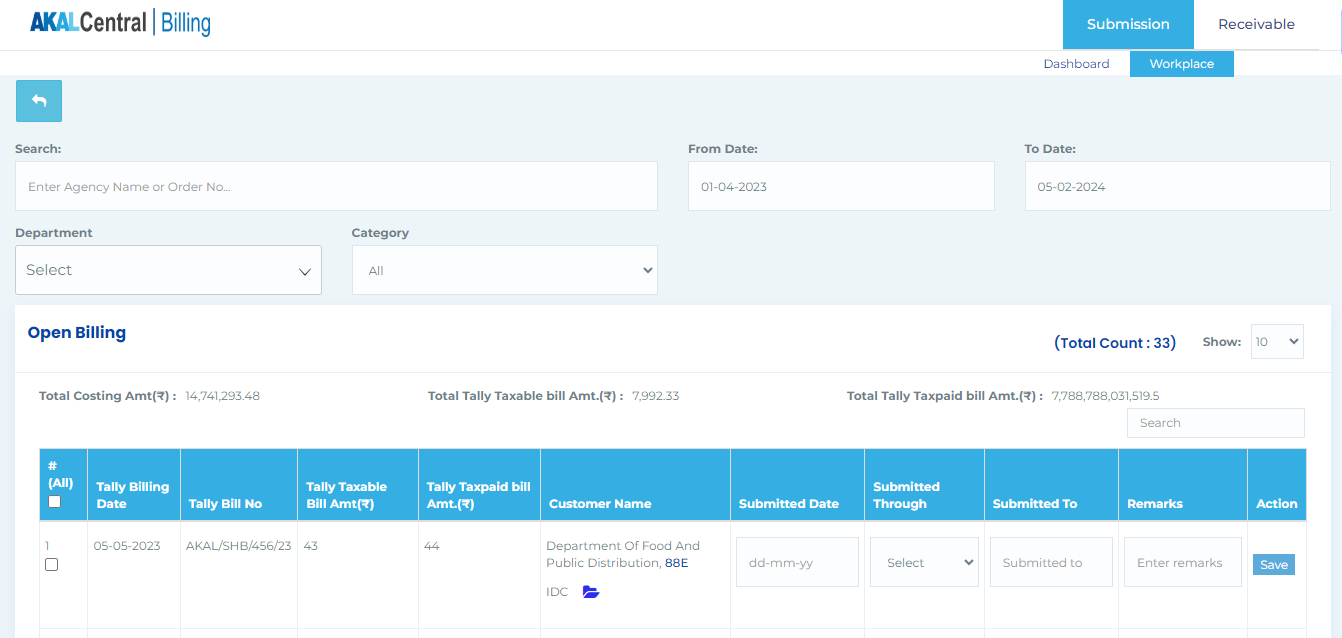 AKALCentral | Billing
Submission
Receivable
Dashboard
Workplace
Search:
From Date:
To Date:
Enter Agency Name or Order No...
01-04-2023
05-02-2024
Department
Category
Select
All
Open Billing
(Total Count : 33)
Show:
10
Total Costing Amt(₹) : 14,741,293.48
Total Tally Taxable bill Amt.(₹) : 7,992.33
Total Tally Taxpaid bill Amt.(₹) : 7,788,788,031,519.5
Search
#
(All)
Tally Billing
Date
Tally Bill No
Tally Taxable
Bill Amt(₹)
Tally Taxpaid bill
Amt.(₹)
Customer Name
Submitted Date
Submitted
Through
Submitted To
Remarks
Action
1
05-05-2023
AKAL/SHB/456/23
43
44
Department Of Food And
Public Distribution, 88E
IDC
dd-mm-yy
Select
Submitted to
Enter remarks
Save